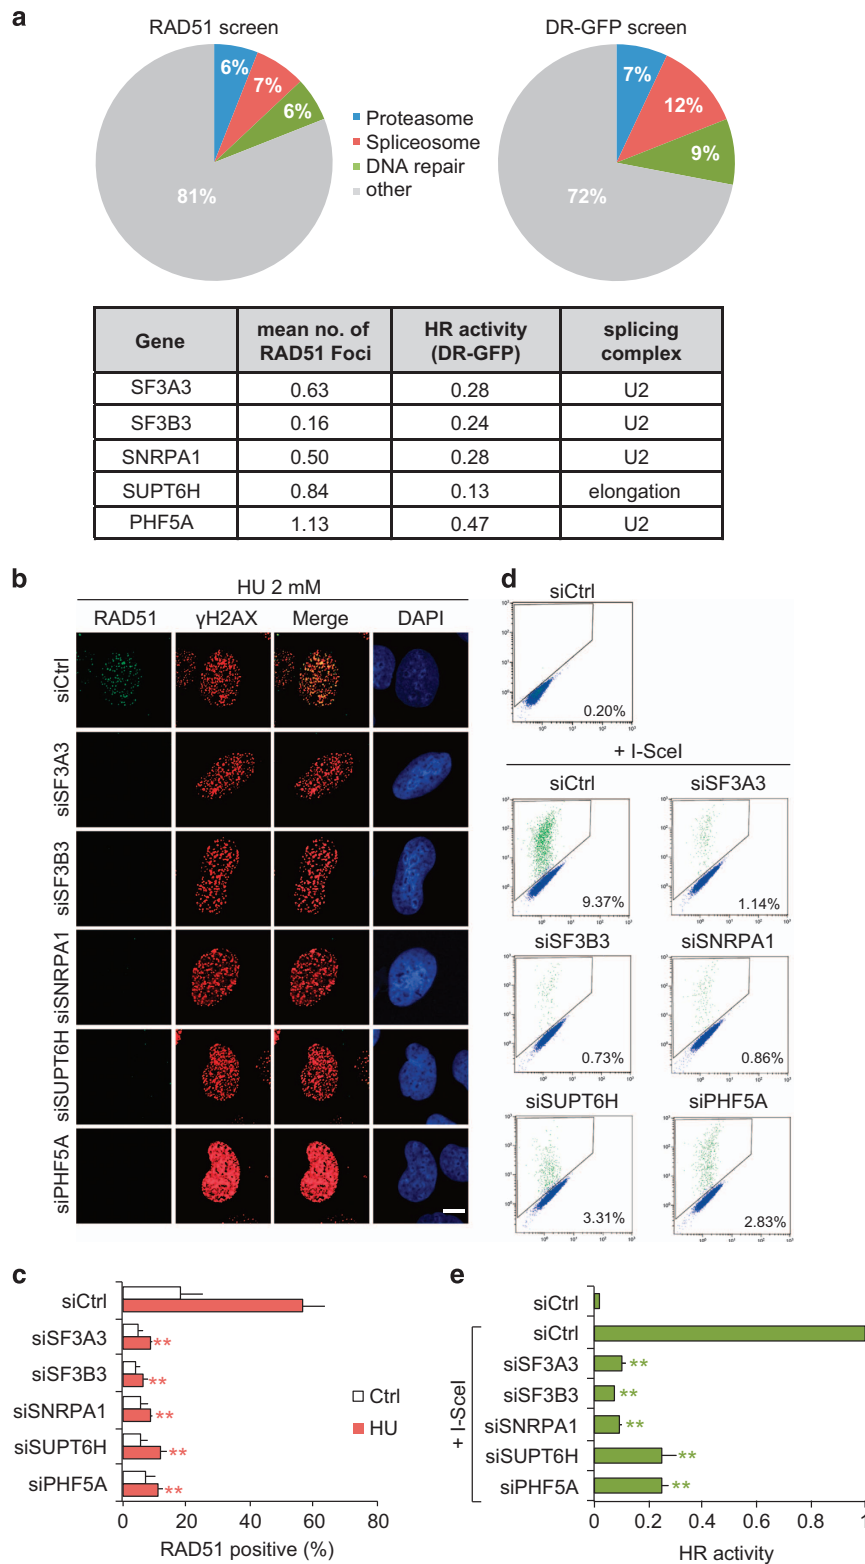 a
RAD51 screen
DR-GFP screen
6%
7%
6%
81%
Proteasome
Spliceosome
DNA repair
other
7%
12%
9%
72%
Gene
mean no. of RAD51 Foci
HR activity (DR-GFP)
splicing complex
SF3A3 0.63 0.28 U2
SF3B3 0.16 0.24 U2
SNRPA1 0.50 0.28 U2
SUPT6H 0.84 0.13 elongation
PHF5A 1.13 0.47 U2
b
HU 2 mM
RAD51 γH2AX Merge DAPI
siCtrl
siSF3A3
siSF3B3
siSNRPA1
siSUPT6H
siPHF5A
d
siCtrl
0.20%
+ I-SceI
siCtrl
9.37%
siSF3A3
1.14%
siSF3B3
0.73%
siSNRPA1
0.86%
siSUPT6H
3.31%
siPHF5A
2.83%
c
siCtrl
siSF3A3 **
siSF3B3 **
siSNRPA1 **
siSUPT6H **
siPHF5A **
Ctrl
HU
0 20 40 60 80
RAD51 positive (%)
e
siCtrl
+ I-SceI
siCtrl
siSF3A3 **
siSF3B3 **
siSNRPA1 **
siSUPT6H **
siPHF5A **
0 0.2 0.4 0.6 0.8 1
HR activity